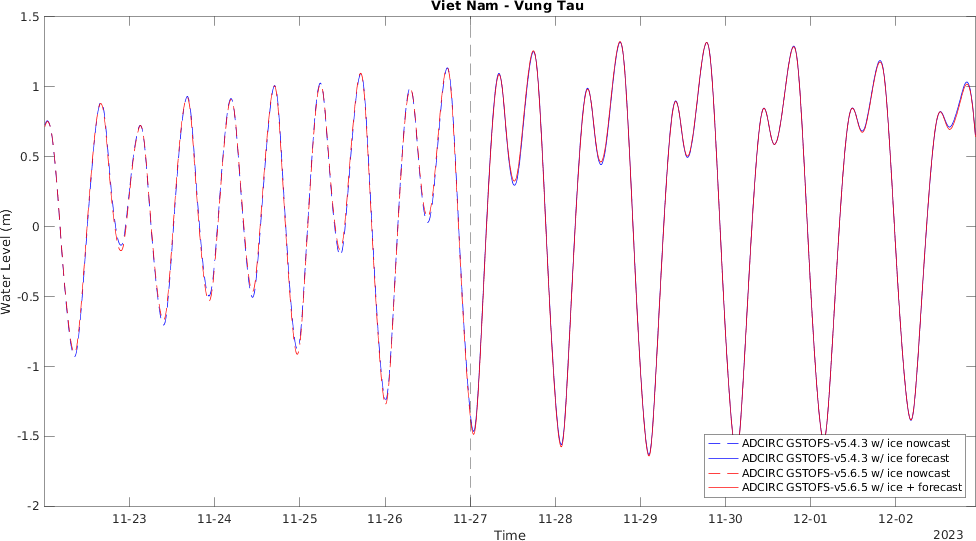 Viet Nam - Vung Tau
1.5
1
0.5
0
-0.5
-1
-1.5
-2
Water Level (m)
ADCIRC GSTOFS-v5.4.3 w/ ice nowcast
ADCIRC GSTOFS-v5.4.3 w/ ice forecast
ADCIRC GSTOFS-v5.6.5 w/ ice nowcast
ADCIRC GSTOFS-v5.6.5 w/ ice + forecast
11-23 11-24 11-25 11-26 11-27 11-28 11-29 11-30 12-01 12-02
Time
2023